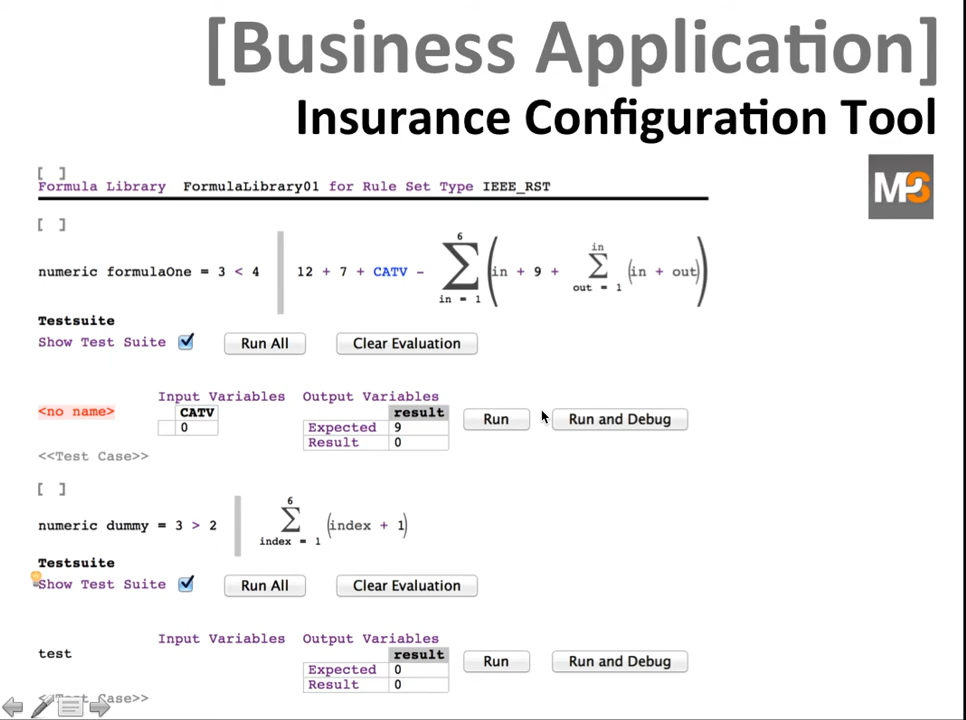 [Business Application]
Insurance Configuration Tool
[ ]
Formula Library FormulaLibrary01 for Rule Set Type IEEE_RST
MPS
[ ]
numeric formulaOne = 3 < 4 | 12 + 7 + CATV - 6 ∑ in = 1 (in + 9 + in ∑ out = 1 (in + out))
Testsuite
Show Test Suite ✓ Run All Clear Evaluation
Input Variables Output Variables
<no name> CATV result Run Run and Debug
0 Expected 9
Result 0
<<Test Case>>
[ ]
numeric dummy = 3 > 2 | 6 ∑ index = 1 (index + 1)
Testsuite
Show Test Suite ✓ Run All Clear Evaluation
Input Variables Output Variables
test result Run Run and Debug
Expected 0
Result 0
<<Test Case>>